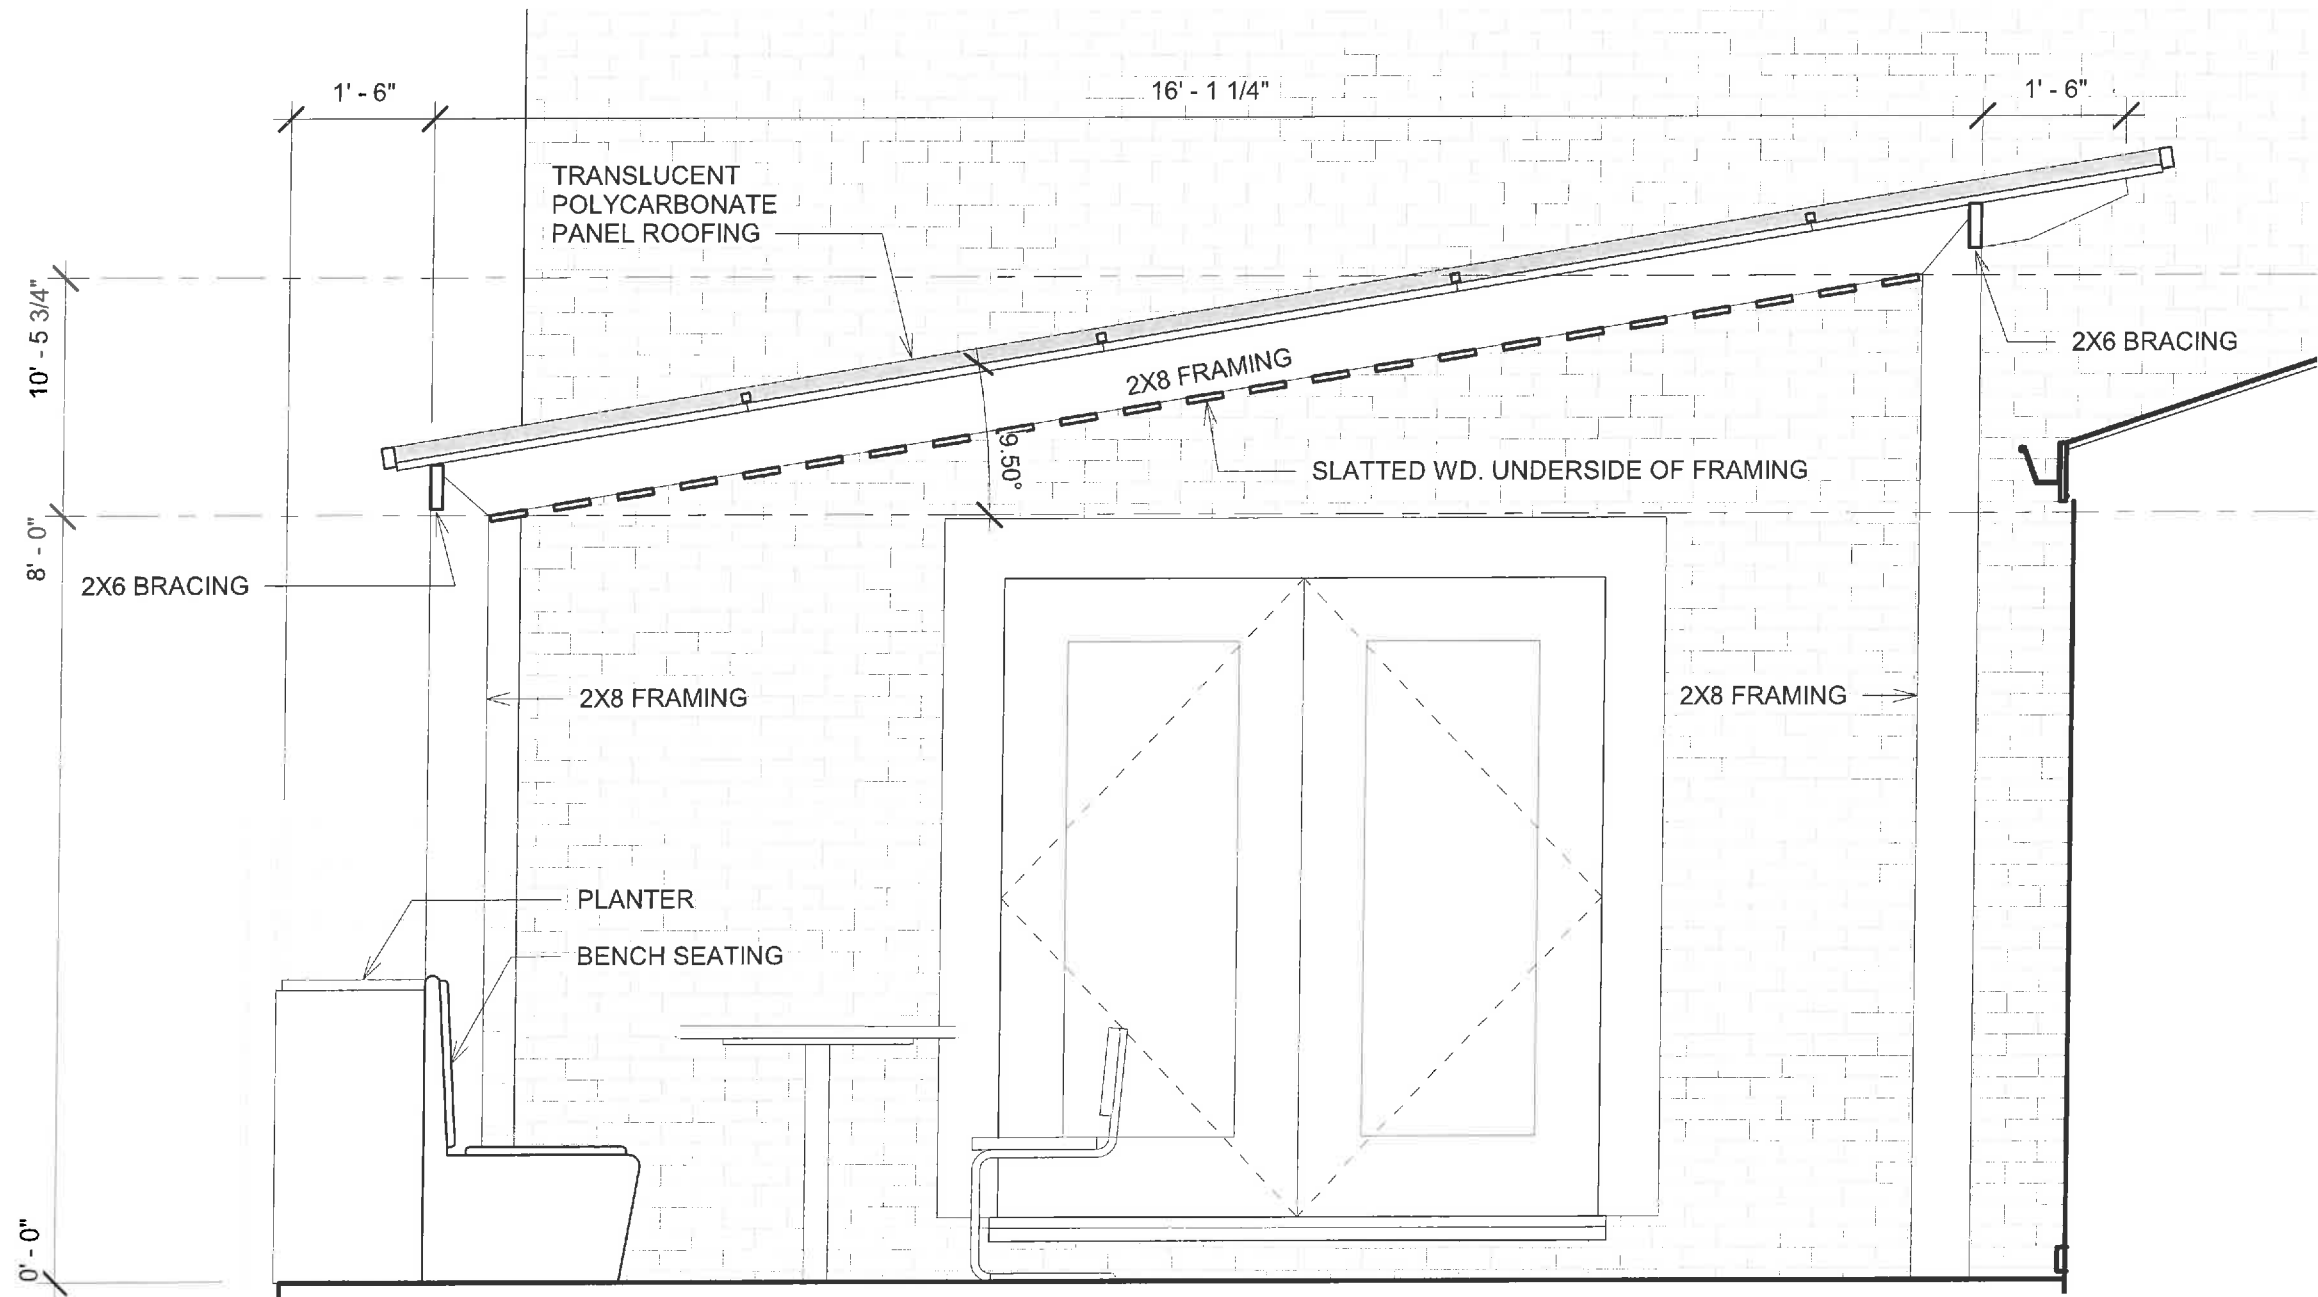 1' - 6"
16' - 1 1/4"
1' - 6"
TRANSLUCENT
POLYCARBONATE
PANEL ROOFING
10' - 5 3/4"
2X6 BRACING
2X8 FRAMING
9.50°
SLATTED WD. UNDERSIDE OF FRAMING
8' - 0"
2X6 BRACING
2X8 FRAMING
2X8 FRAMING
PLANTER
BENCH SEATING
0' - 0"